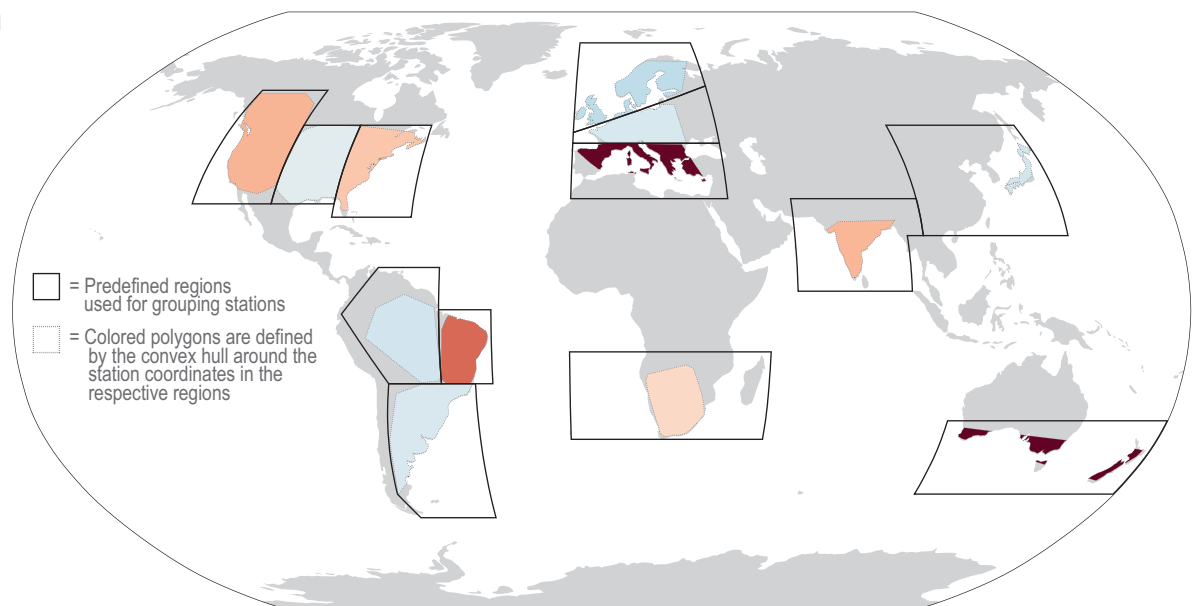 = Predefined regions
used for grouping stations
= Colored polygons are defined
by the convex hull around the
station coordinates in the
respective regions